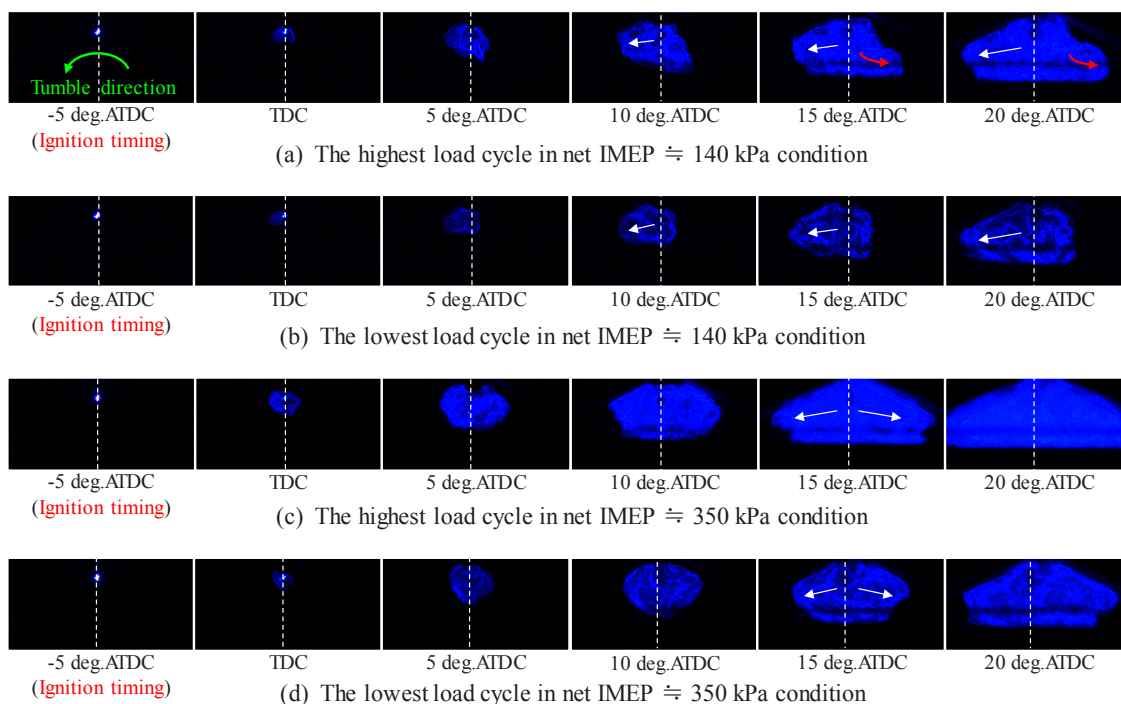 Tumble direction
-5 deg.ATDC TDC 5 deg.ATDC 10 deg.ATDC 15 deg.ATDC 20 deg.ATDC
(Ignition timing)
(a) The highest load cycle in net IMEP ≒ 140 kPa condition
-5 deg.ATDC TDC 5 deg.ATDC 10 deg.ATDC 15 deg.ATDC 20 deg.ATDC
(Ignition timing)
(b) The lowest load cycle in net IMEP ≒ 140 kPa condition
-5 deg.ATDC TDC 5 deg.ATDC 10 deg.ATDC 15 deg.ATDC 20 deg.ATDC
(Ignition timing)
(c) The highest load cycle in net IMEP ≒ 350 kPa condition
-5 deg.ATDC TDC 5 deg.ATDC 10 deg.ATDC 15 deg.ATDC 20 deg.ATDC
(Ignition timing)
(d) The lowest load cycle in net IMEP ≒ 350 kPa condition